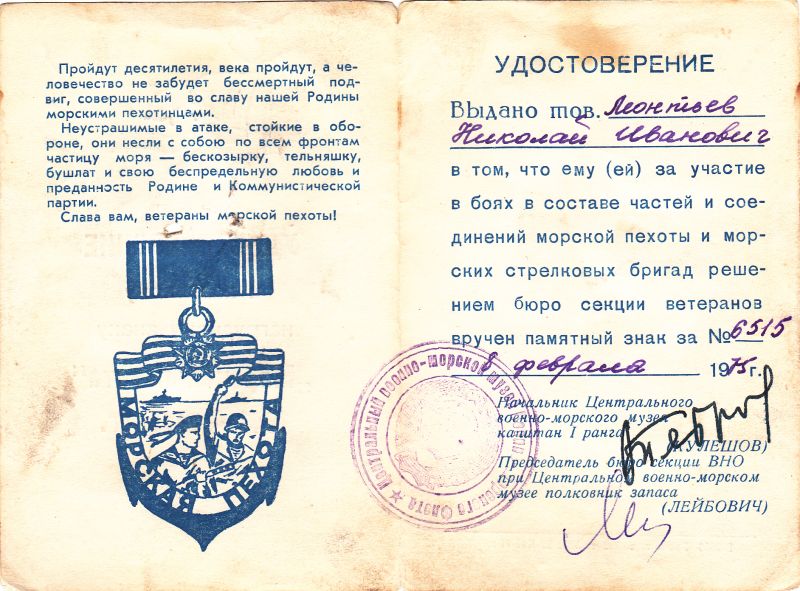 Пройдут десятилетия, века пройдут, а че-
ловечество не забудет бессмертный под-
виг, совершенный во славу нашей Родины
морскими пехотинцами.
Неустрашимые в атаке, стойкие в обо-
роне, они несли с собою по всем фронтам
частицу моря — бескозырку, тельняшку,
бушлат и свою беспредельную любовь и
преданность Родине и Коммунистической
партии.
Слава вам, ветераны морской пехоты!
МОРСКАЯ ПЕХОТА
УДОСТОВЕРЕНИЕ
Выдано тов. Леонтьев
Николай Иванович
в том, что ему (ей) за участие
в боях в составе частей и сое-
динений морской пехоты и мор-
ских стрелковых бригад реше-
нием бюро секции ветеранов
вручен памятный знак за № 6515
8 февраля 1975 г.
Начальник Центрального
военно-морского музея
капитан I ранга
(КУЛЕШОВ)
Председатель бюро секции ВНО
при Центральном военно-морском
музее полковник запаса
(ЛЕЙБОВИЧ)
Центральный военно-морской музей
Флота